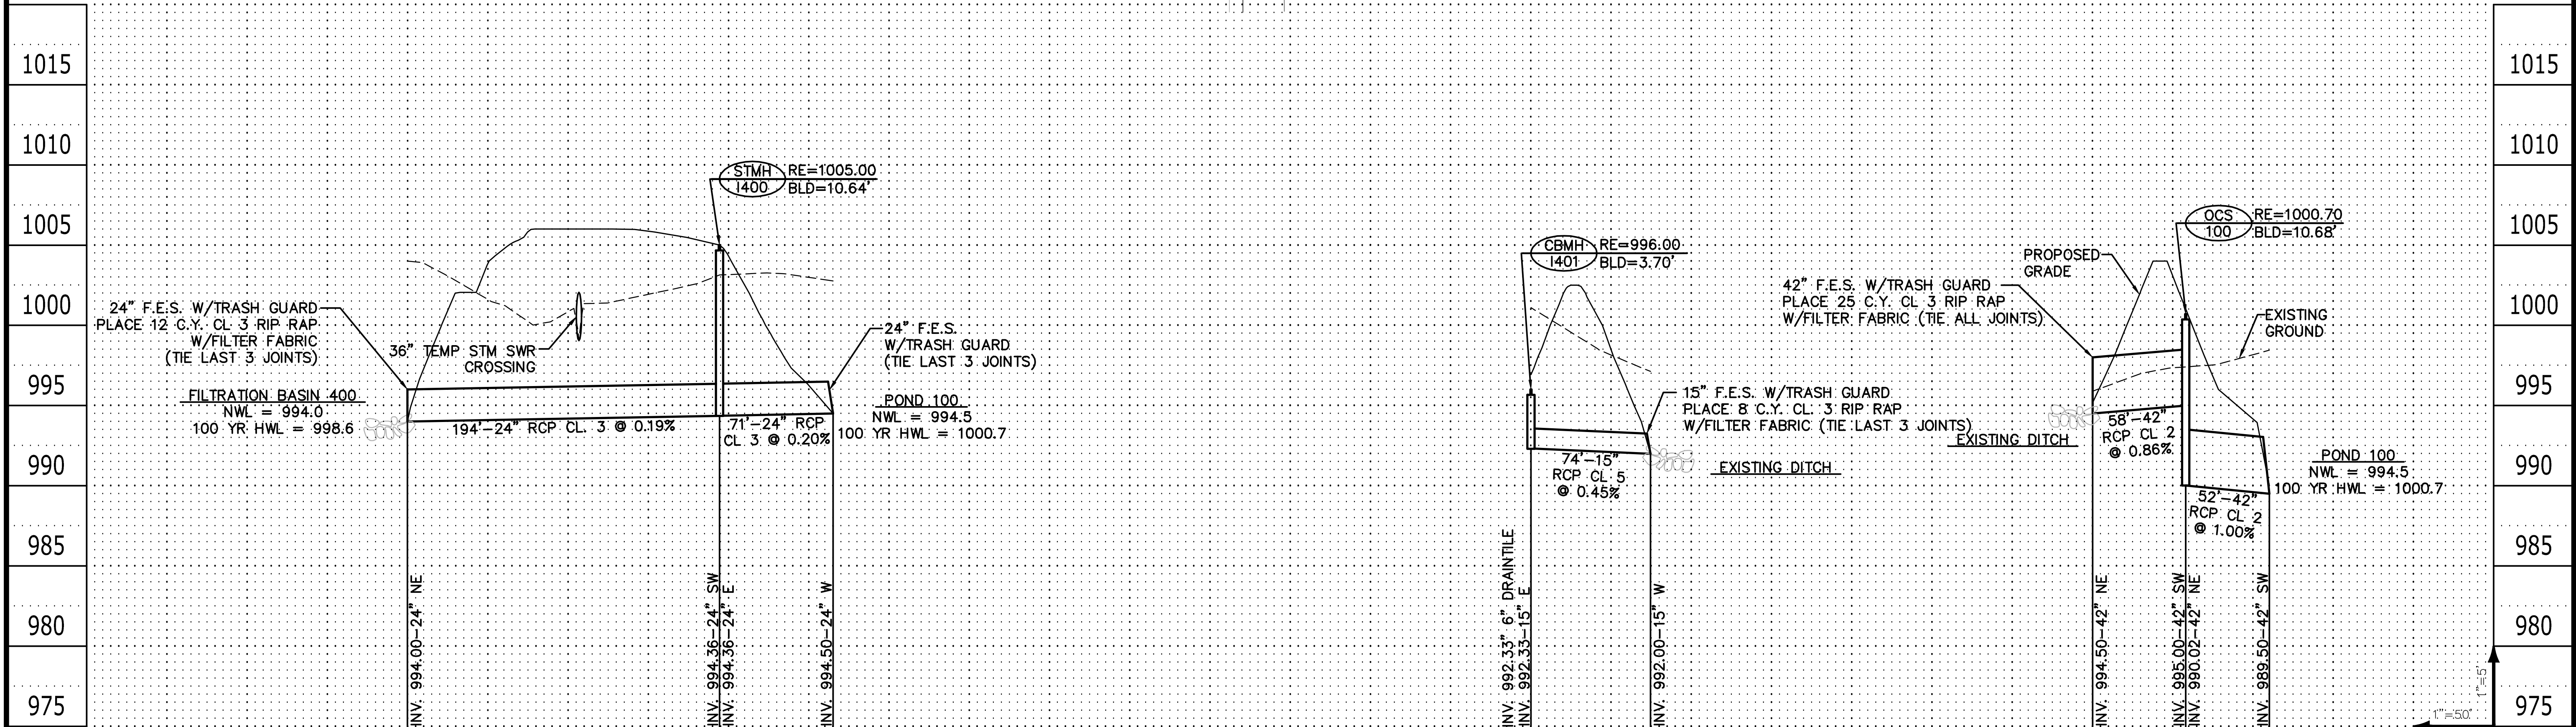 1015
1010
1005
1000
995
990
985
980
975
STMH
1400
RE=1005.00
BLD=10.64'
24" F.E.S. W/TRASH GUARD
PLACE 12 C.Y. CL 3 RIP RAP
W/FILTER FABRIC
(TIE LAST 3 JOINTS)
36" TEMP STM SWR
CROSSING
24" F.E.S.
W/TRASH GUARD
(TIE LAST 3 JOINTS)
FILTRATION BASIN 400
NWL = 994.0
100 YR HWL = 998.6
194'-24" RCP CL. 3 @ 0.19%
71'-24" RCP
CL 3 @ 0.20%
POND 100
NWL = 994.5
100 YR HWL = 1000.7
INV. 994.00-24" NE
INV. 994.36-24" SW
INV. 994.36-24" E
INV. 994.50-24" W
CBMH
1401
RE=996.00
BLD=3.70'
15" F.E.S. W/TRASH GUARD
PLACE 8 C.Y. CL. 3 RIP RAP
W/FILTER FABRIC (TIE LAST 3 JOINTS)
74'-15"
RCP CL 5
@ 0.45%
EXISTING DITCH
INV. 992.33" 6" DRAINTILE
INV. 992.33-15" E
INV. 992.00-15" W
OCS
100
RE=1000.70
BLD=10.68'
PROPOSED
GRADE
42" F.E.S. W/TRASH GUARD
PLACE 25 C.Y. CL 3 RIP RAP
W/FILTER FABRIC (TIE ALL JOINTS)
EXISTING
GROUND
EXISTING DITCH
58'-42"
RCP CL 2
@ 0.86%
52'-42"
RCP CL 2
@ 1.00%
POND 100
NWL = 994.5
100 YR HWL = 1000.7
INV. 994.50-42" NE
INV. 995.00-42" SW
INV. 990.02-42" NE
INV. 989.50-42" SW
1"=5'
1"=50'
1015
1010
1005
1000
995
990
985
980
975